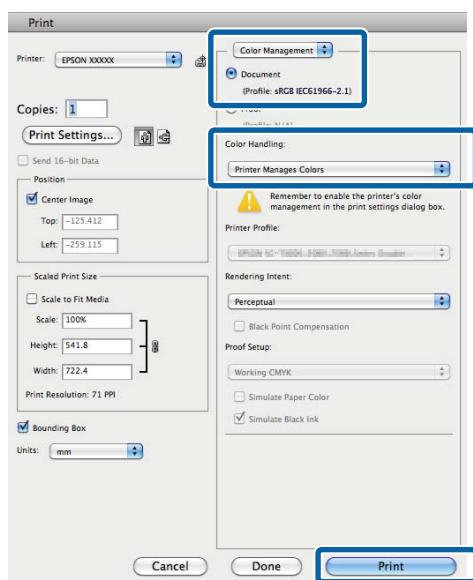 Print
Printer: EPSON XXXXX
Copies: 1
Print Settings...
Send 16-bit Data
Position
Center Image
Top: -125.412
Left: -259.115
Scaled Print Size
Scale to Fit Media
Scale: 100%
Height: 541.8
Width: 722.4
Print Resolution: 71 PPI
Bounding Box
Units: mm
Color Management
Document
(Profile: sRGB IEC61966-2.1)
Color Handling:
Printer Manages Colors
Remember to enable the printer's color
management in the print settings dialog box.
Printer Profile:
Rendering Intent:
Perceptual
Black Point Compensation
Proof Setup:
Working CMYK
Simulate Paper Color
Simulate Black Ink
Cancel
Done
Print